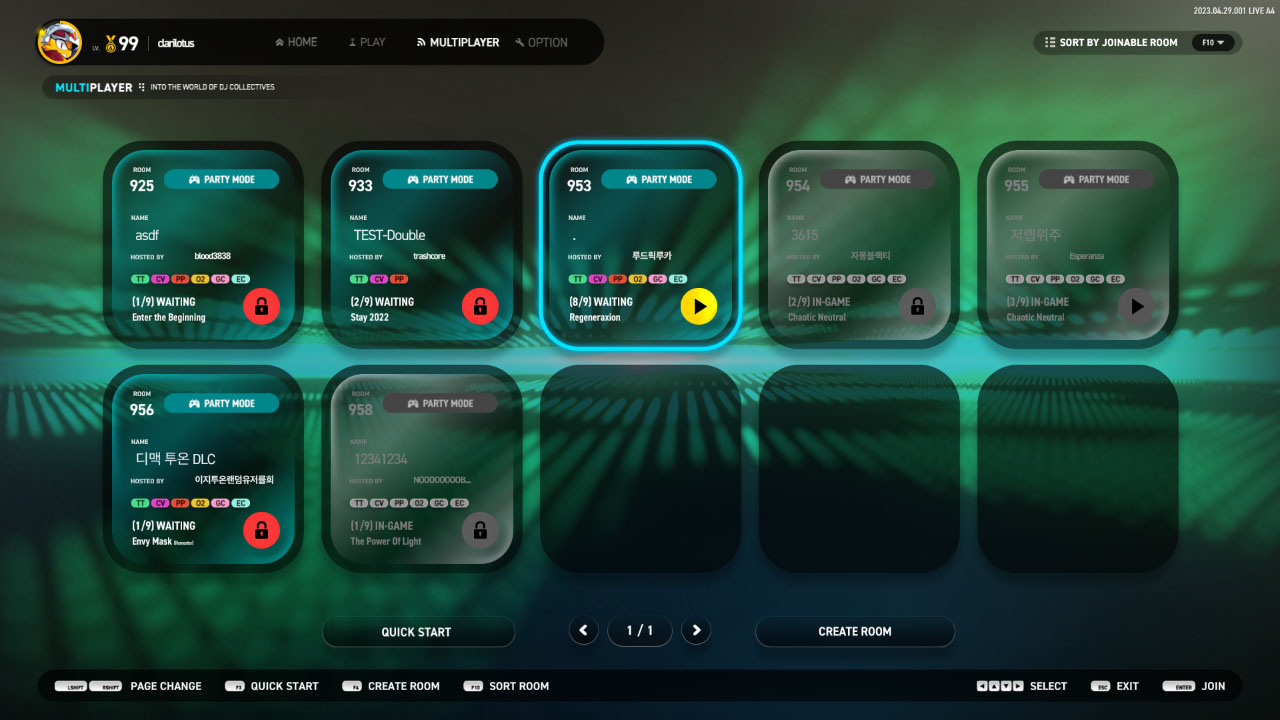 2023.04.29.001 LIVE A4
LV. 99 darilotus HOME PLAY MULTIPLAYER OPTION SORT BY JOINABLE ROOM F10
MULTIPLAYER INTO THE WORLD OF DJ COLLECTIVES
ROOM
925 PARTY MODE
NAME
asdf
HOSTED BY blood3838
TT CV PP O2 GC EC
(1/9) WAITING
Enter the Beginning
ROOM
933 PARTY MODE
NAME
TEST-Double
HOSTED BY trashcore
TT CV PP
(2/9) WAITING
Stay 2022
ROOM
953 PARTY MODE
NAME
.
HOSTED BY 루드릭루카
TT CV PP O2 GC EC
(8/9) WAITING
Regeneraxion
ROOM
954 PARTY MODE
NAME
3615
HOSTED BY 자몽블랙티
TT CV PP O2 GC EC
(2/9) IN-GAME
Chaotic Neutral
ROOM
955 PARTY MODE
NAME
저렙위주
HOSTED BY Esperanza
TT CV PP O2 GC EC
(3/9) IN-GAME
Chaotic Neutral
ROOM
956 PARTY MODE
NAME
디맥 투온 DLC
HOSTED BY 이지투온랜덤유저률희
TT CV PP O2 GC EC
(1/9) WAITING
Envy Mask (Remaster)
ROOM
958 PARTY MODE
NAME
12341234
HOSTED BY NO00000008...
TT CV PP O2 GC EC
(1/9) IN-GAME
The Power Of Light
QUICK START 1 / 1 CREATE ROOM
LSHIFT RSHIFT PAGE CHANGE F3 QUICK START F4 CREATE ROOM F10 SORT ROOM SELECT ESC EXIT ENTER JOIN